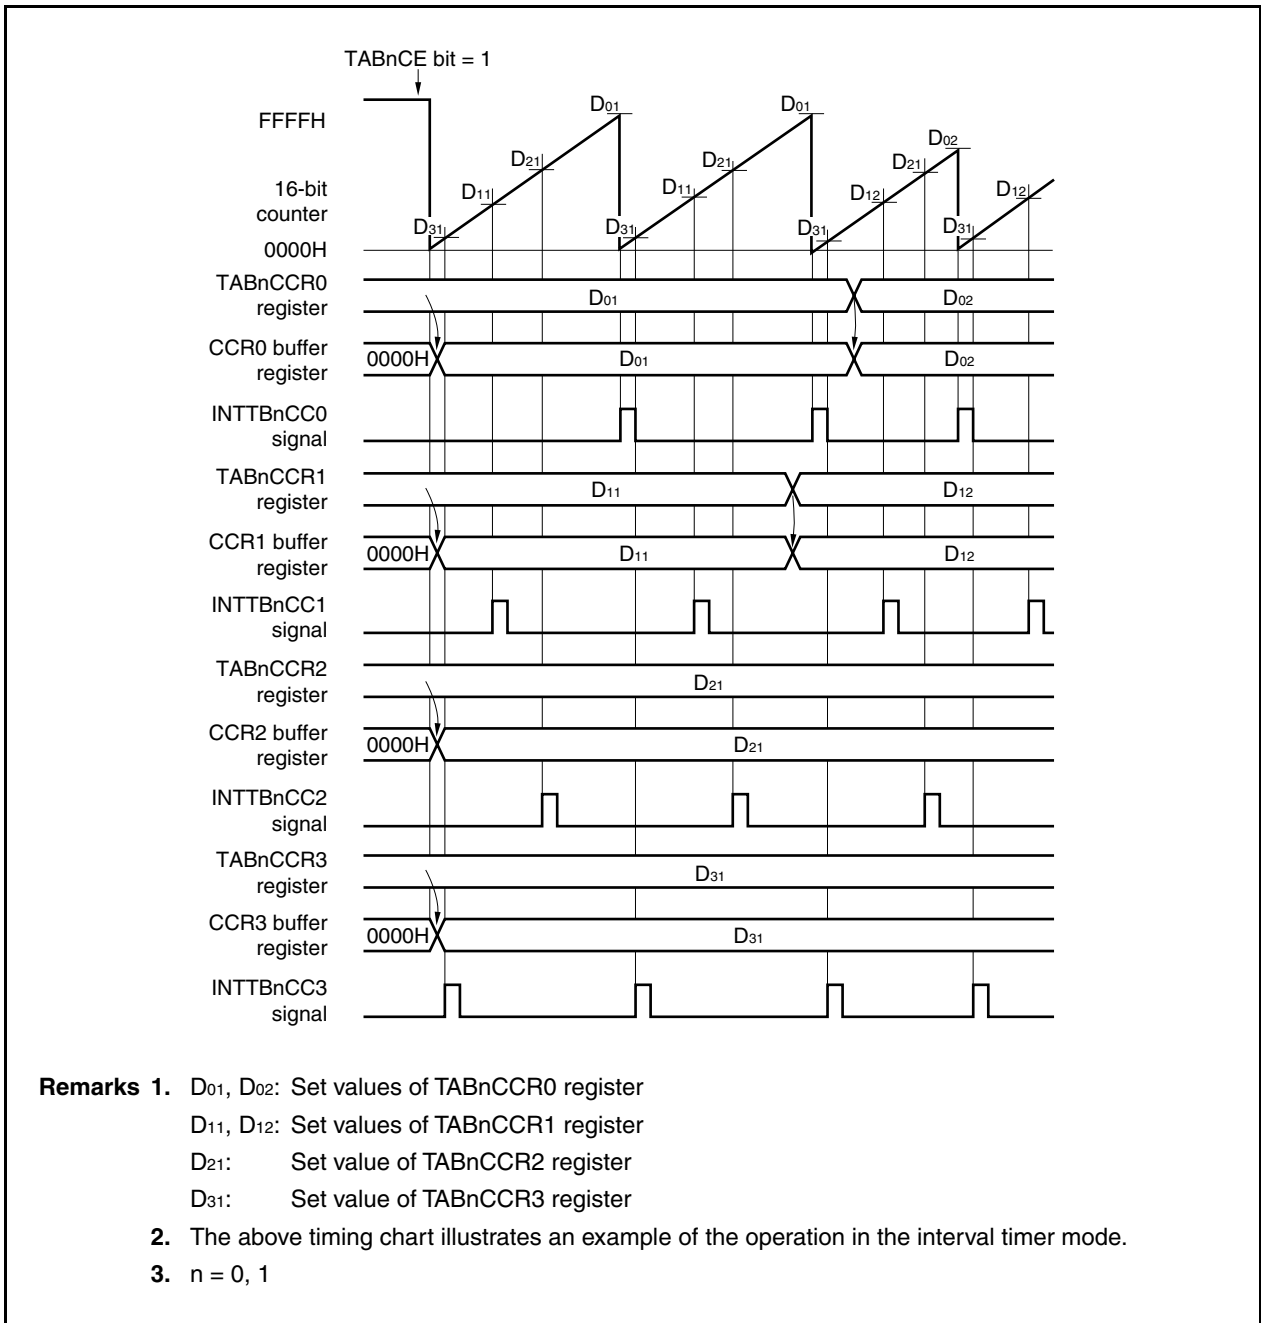 TABnCE bit = 1
FFFFH
16-bit
counter
0000H
D31 D11 D21 D01 D31 D11 D21 D01 D31 D12 D21 D02 D31 D12
TABnCCR0
register
D01 D02
CCR0 buffer
register
0000H D01 D02
INTTBnCC0
signal
TABnCCR1
register
D11 D12
CCR1 buffer
register
0000H D11 D12
INTTBnCC1
signal
TABnCCR2
register
D21
CCR2 buffer
register
0000H D21
INTTBnCC2
signal
TABnCCR3
register
D31
CCR3 buffer
register
0000H D31
INTTBnCC3
signal
Remarks 1. D01, D02: Set values of TABnCCR0 register
D11, D12: Set values of TABnCCR1 register
D21: Set value of TABnCCR2 register
D31: Set value of TABnCCR3 register
2. The above timing chart illustrates an example of the operation in the interval timer mode.
3. n = 0, 1